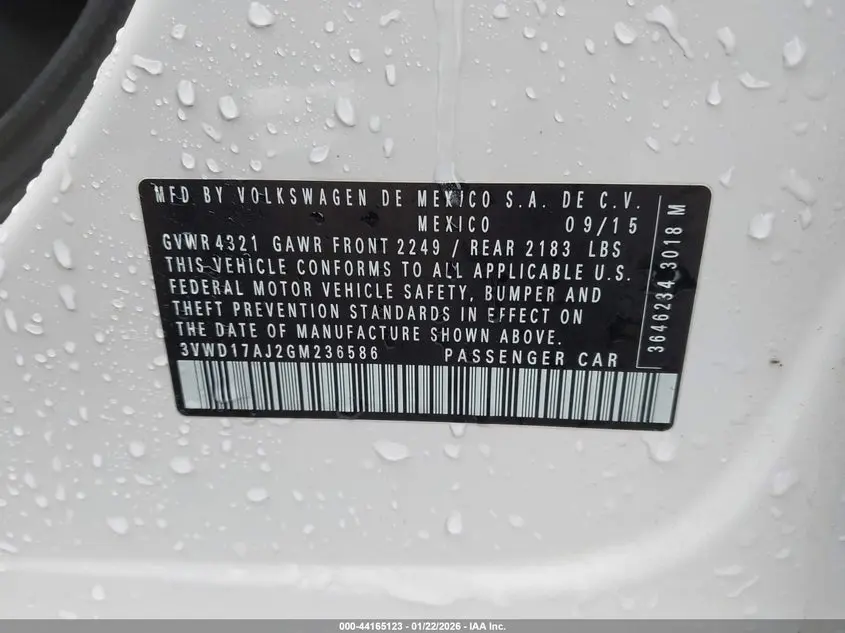 MFD BY VOLKSWAGEN DE MEXICO S.A. DE C.V.
MEXICO 09/15
GVWR 4321 GAWR FRONT 2249 / REAR 2183 LBS
THIS VEHICLE CONFORMS TO ALL APPLICABLE U.S.
FEDERAL MOTOR VEHICLE SAFETY, BUMPER AND
THEFT PREVENTION STANDARDS IN EFFECT ON
THE DATE OF MANUFACTURE SHOWN ABOVE.
3VWD17AJ2GM236586 PASSENGER CAR
3646234 3018 M
000-44165123 - 01/22/2026 - IAA Inc.